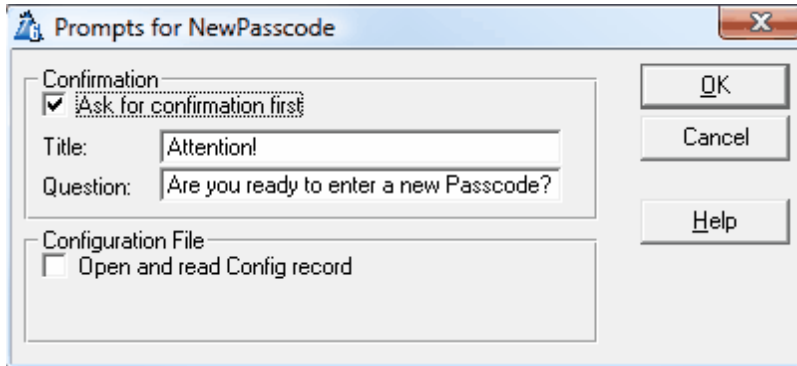 Prompts for NewPasscode
Confirmation
Ask for confirmation first
Title: Attention!
Question: Are you ready to enter a new Passcode?
Configuration File
Open and read Config record
OK
Cancel
Help